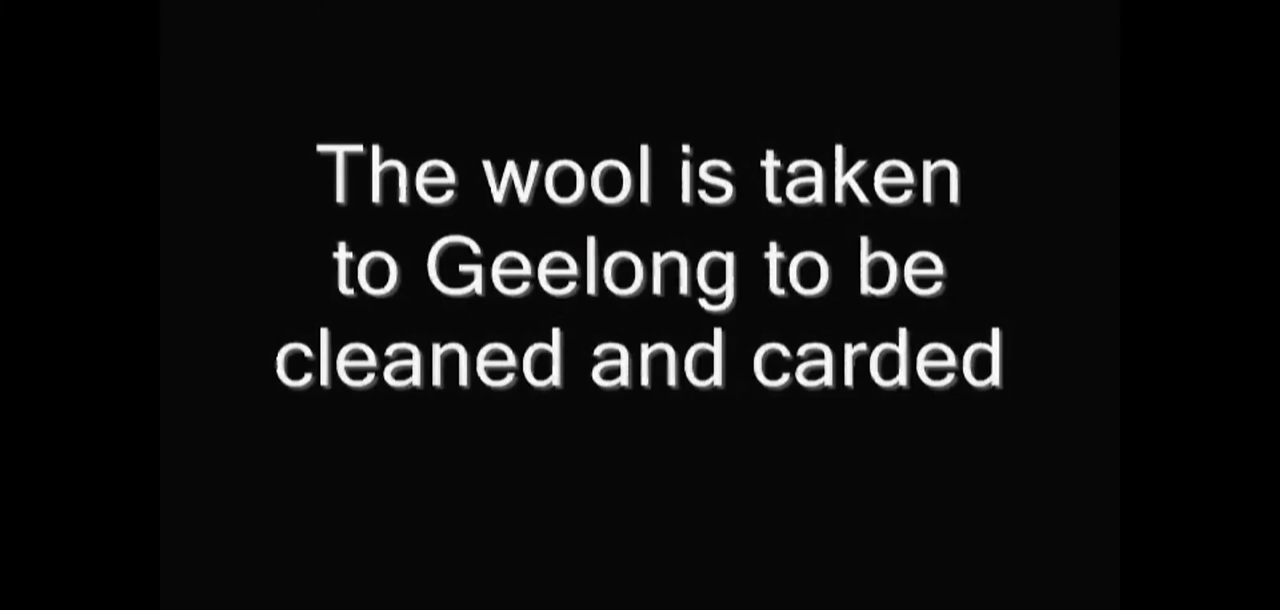 The wool is taken
to Geelong to be
cleaned and carded